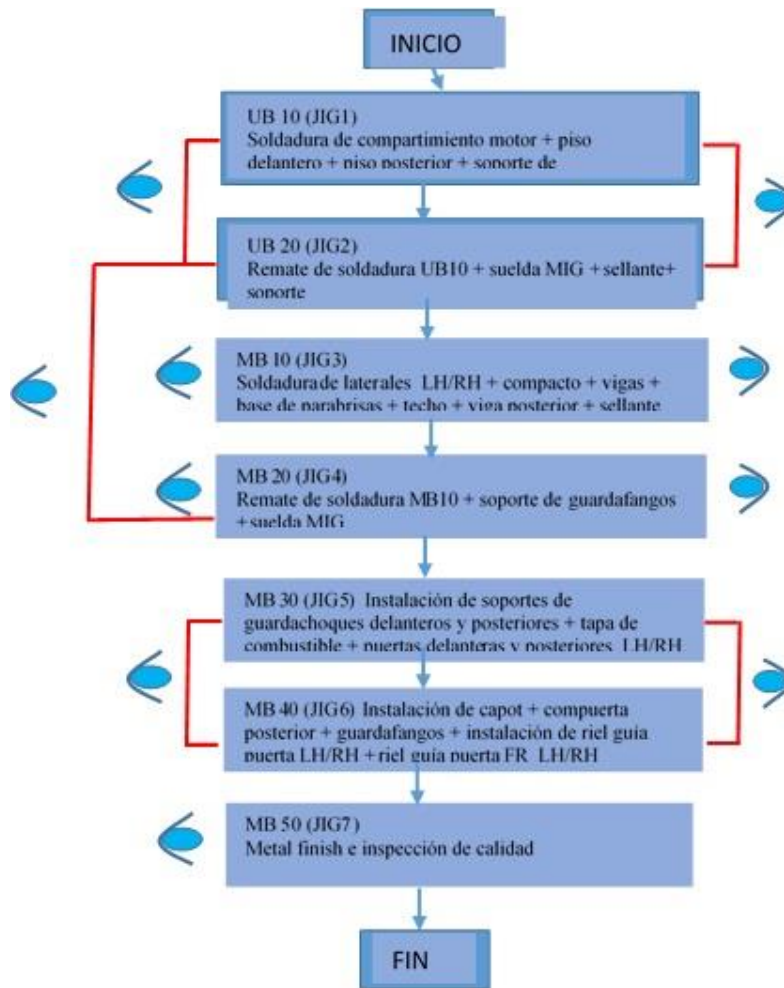 INICIO
UB 10 (JIG1)
Soldadura de compartimiento motor + piso
delantero + piso posterior + soporte de
UB 20 (JIG2)
Remate de soldadura UB10 + suelda MIG + sellante+
soporte
MB 10 (JIG3)
Soldadura de laterales LH/RH + compacto + vigas +
base de parabrisas + techo + viga posterior + sellante
MB 20 (JIG4)
Remate de soldadura MB10 + soporte de guardafangos
+suelda MIG
MB 30 (JIG5) Instalación de soportes de
guardachoques delanteros y posteriores + tapa de
combustible + puertas delanteras y posteriores LH/RH
MB 40 (JIG6) Instalación de capot + compuerta
posterior + guardafangos + instalación de riel guía
puerta LH/RH + riel guía puerta FR LH/RH
MB 50 (JIG7)
Metal finish e inspección de calidad
FIN